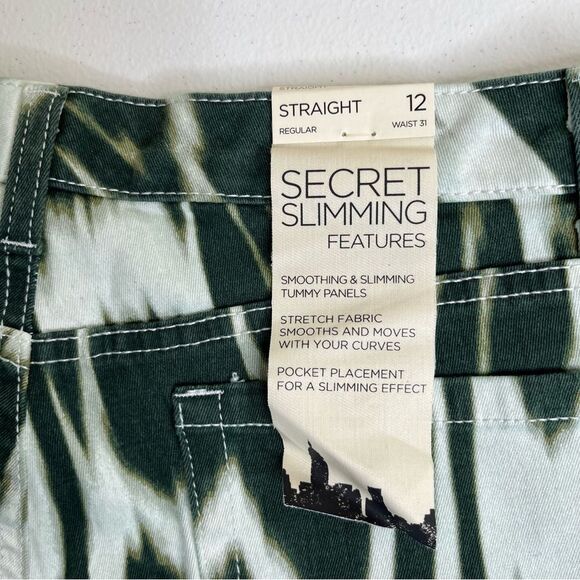 STRAIGHT
STRAIGHT 12
REGULAR WAIST 31
SECRET
SLIMMING
FEATURES
SMOOTHING & SLIMMING
TUMMY PANELS
STRETCH FABRIC
SMOOTHS AND MOVES
WITH YOUR CURVES
POCKET PLACEMENT
FOR A SLIMMING EFFECT